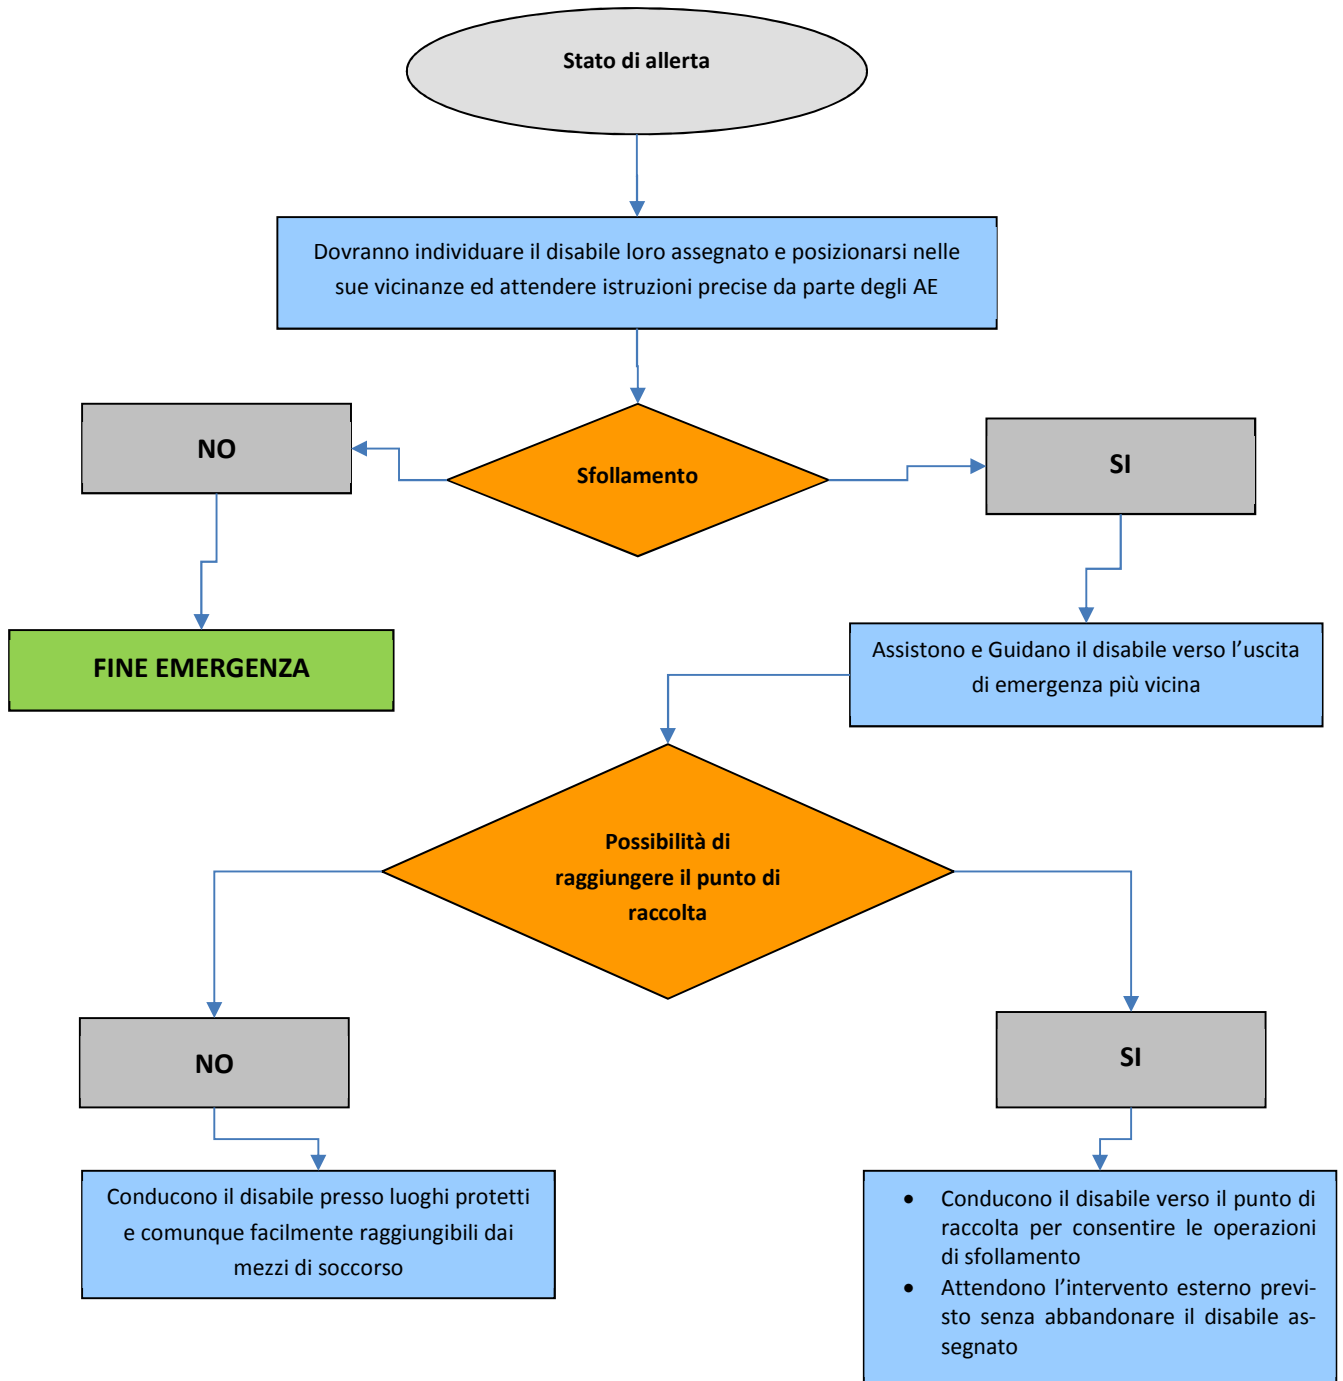 Stato di allerta
Dovranno individuare il disabile loro assegnato e posizionarsi nelle
sue vicinanze ed attendere istruzioni precise da parte degli AE
NO
Sfollamento
SI
FINE EMERGENZA
Assistono e Guidano il disabile verso l’uscita
di emergenza più vicina
Possibilità di
raggiungere il punto di
raccolta
NO
SI
Conducono il disabile presso luoghi protetti
e comunque facilmente raggiungibili dai
mezzi di soccorso
• Conducono il disabile verso il punto di
raccolta per consentire le operazioni
di sfollamento
• Attendono l’intervento esterno previ-
sto senza abbandonare il disabile as-
segnato